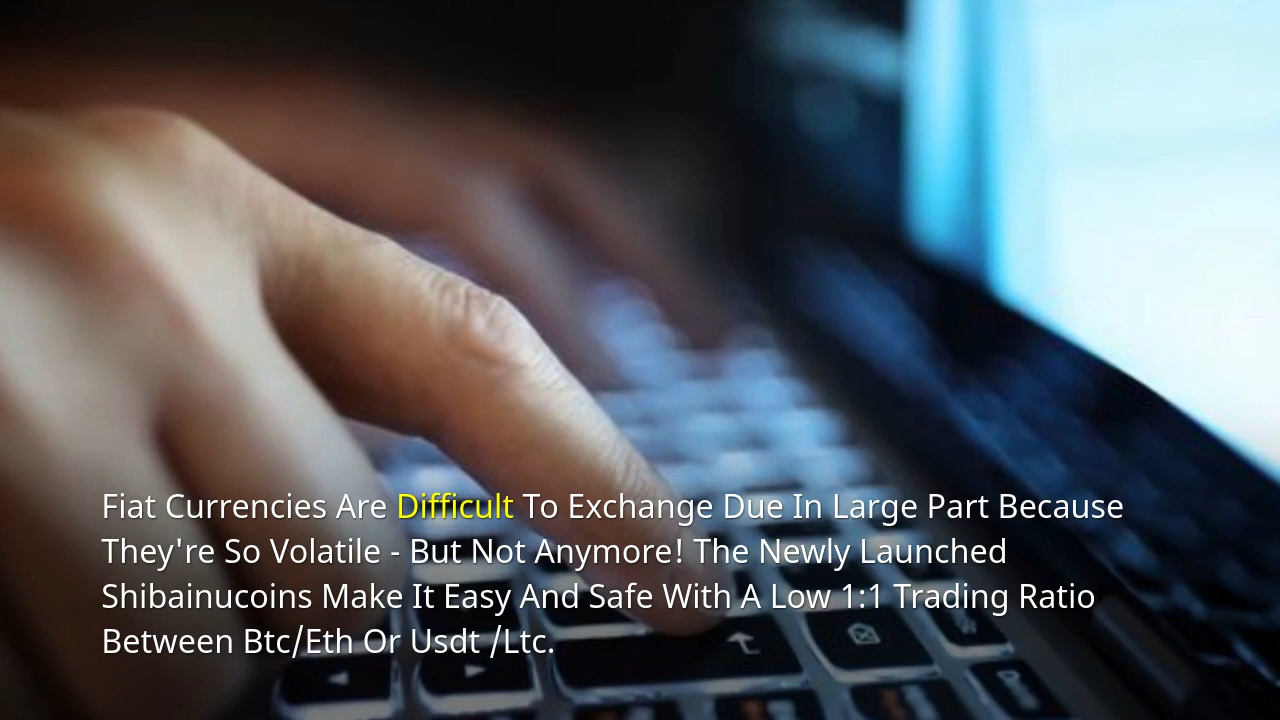 Fiat Currencies Are Difficult To Exchange Due In Large Part Because
They're So Volatile - But Not Anymore! The Newly Launched
Shibainucoins Make It Easy And Safe With A Low 1:1 Trading Ratio
Between Btc/Eth Or Usdt /Ltc.